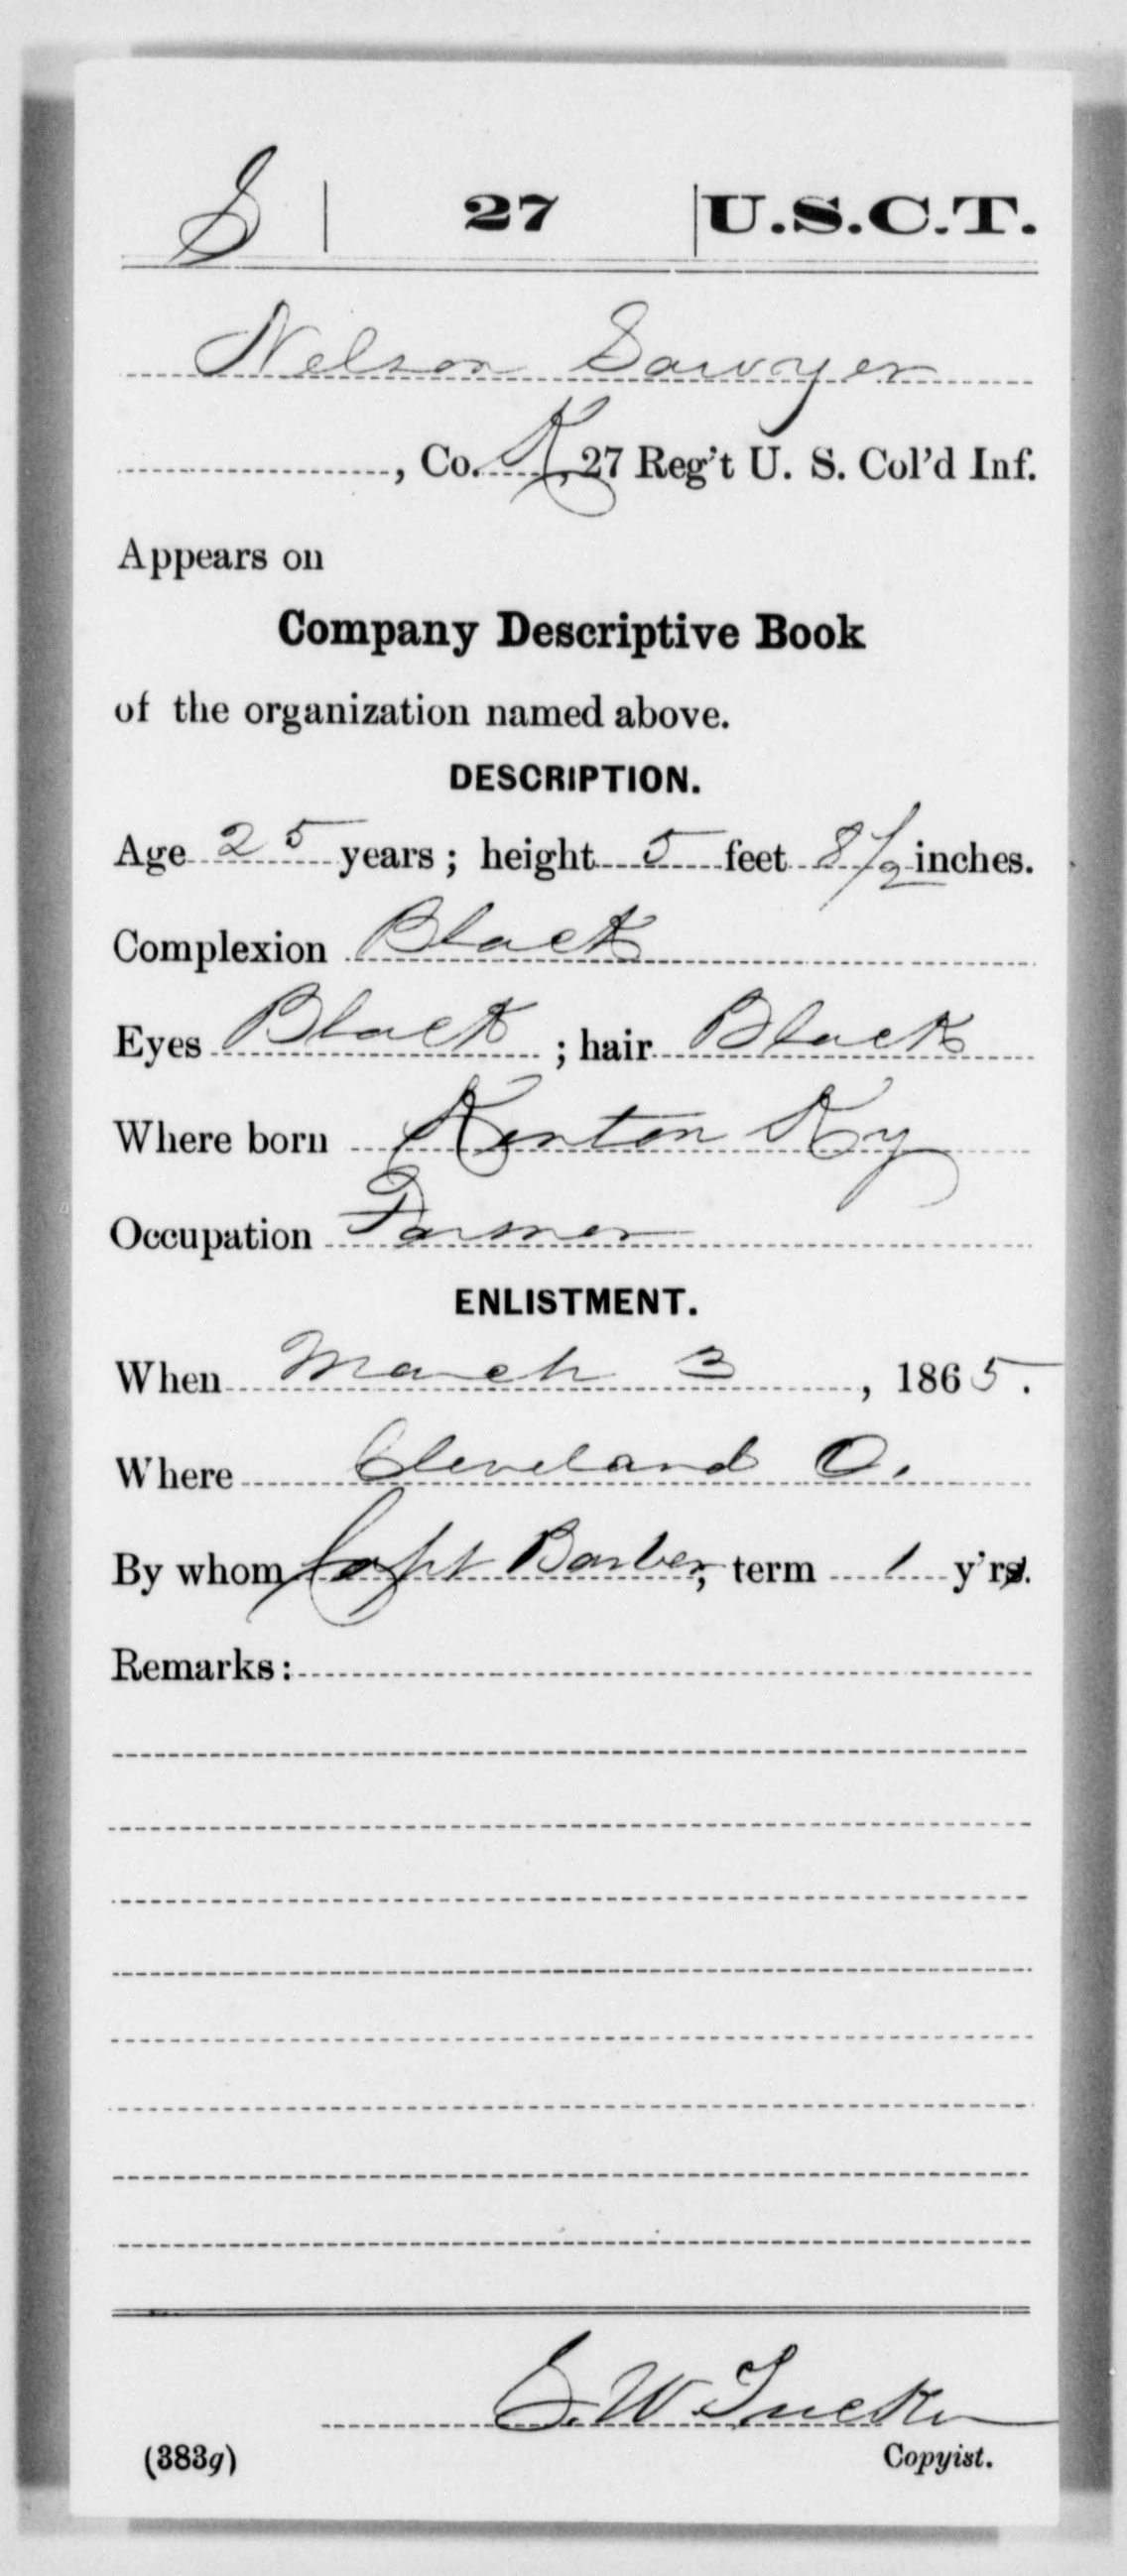 S | 27 | U.S.C.T.
Nelson Sawyer
, Co. K, 27 Reg't U. S. Col'd Inf.
Appears on
Company Descriptive Book
of the organization named above.
DESCRIPTION.
Age 25 years; height 5 feet 8 1/2 inches.
Complexion Black
Eyes Black; hair Black
Where born Kenton Ky
Occupation Farmer
ENLISTMENT.
When March 3, 1865.
Where Cleveland O.
By whom Capt Barber, term 1 y'rs.
Remarks:
W Tucker
(383g) Copyist.